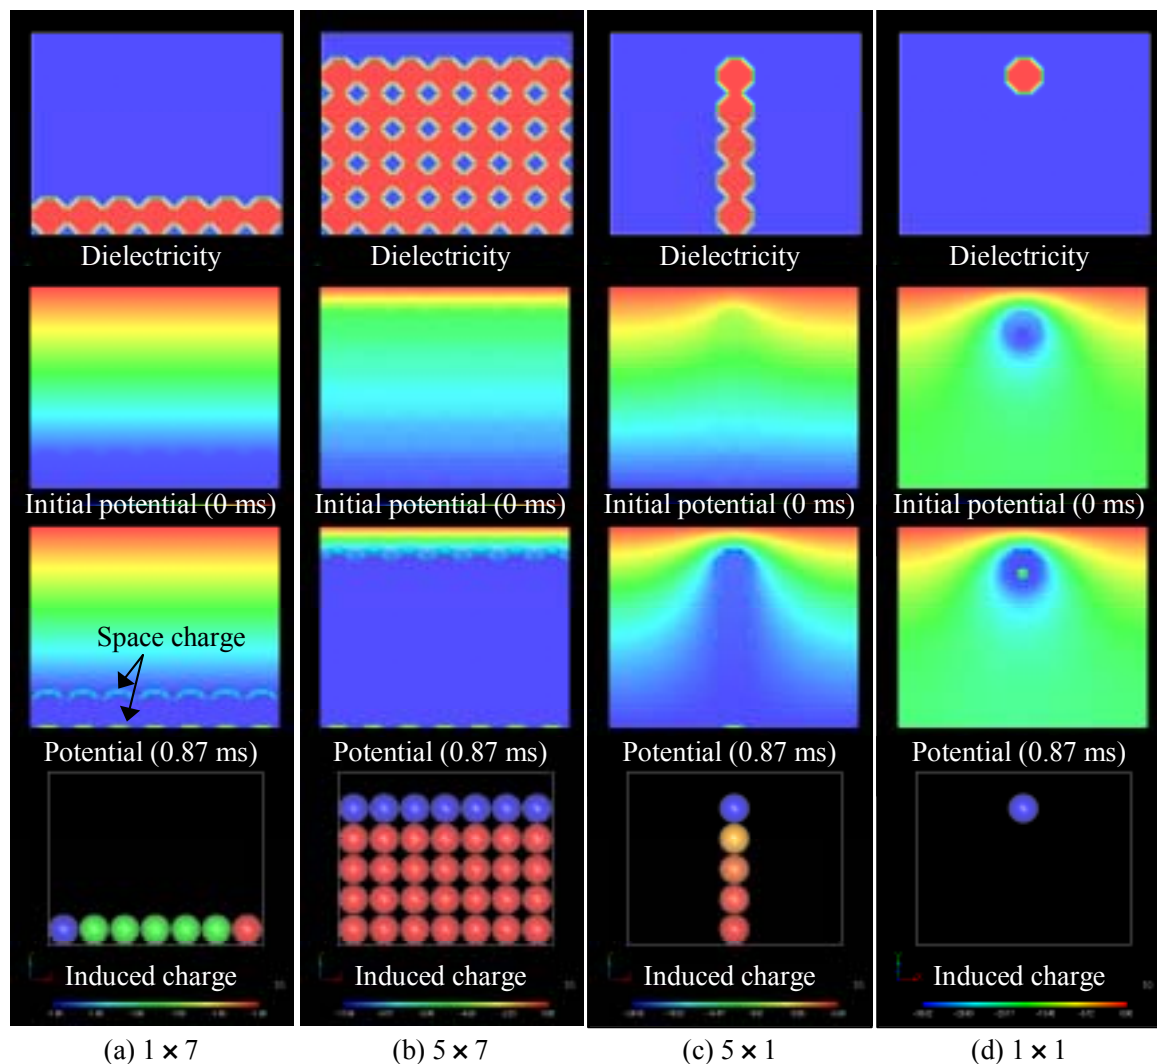 Dielectricity Dielectricity Dielectricity Dielectricity
Initial potential (0 ms) Initial potential (0 ms) Initial potential (0 ms) Initial potential (0 ms)
Space charge
Potential (0.87 ms) Potential (0.87 ms) Potential (0.87 ms) Potential (0.87 ms)
Induced charge Induced charge Induced charge Induced charge
(a) 1 × 7 (b) 5 × 7 (c) 5 × 1 (d) 1 × 1